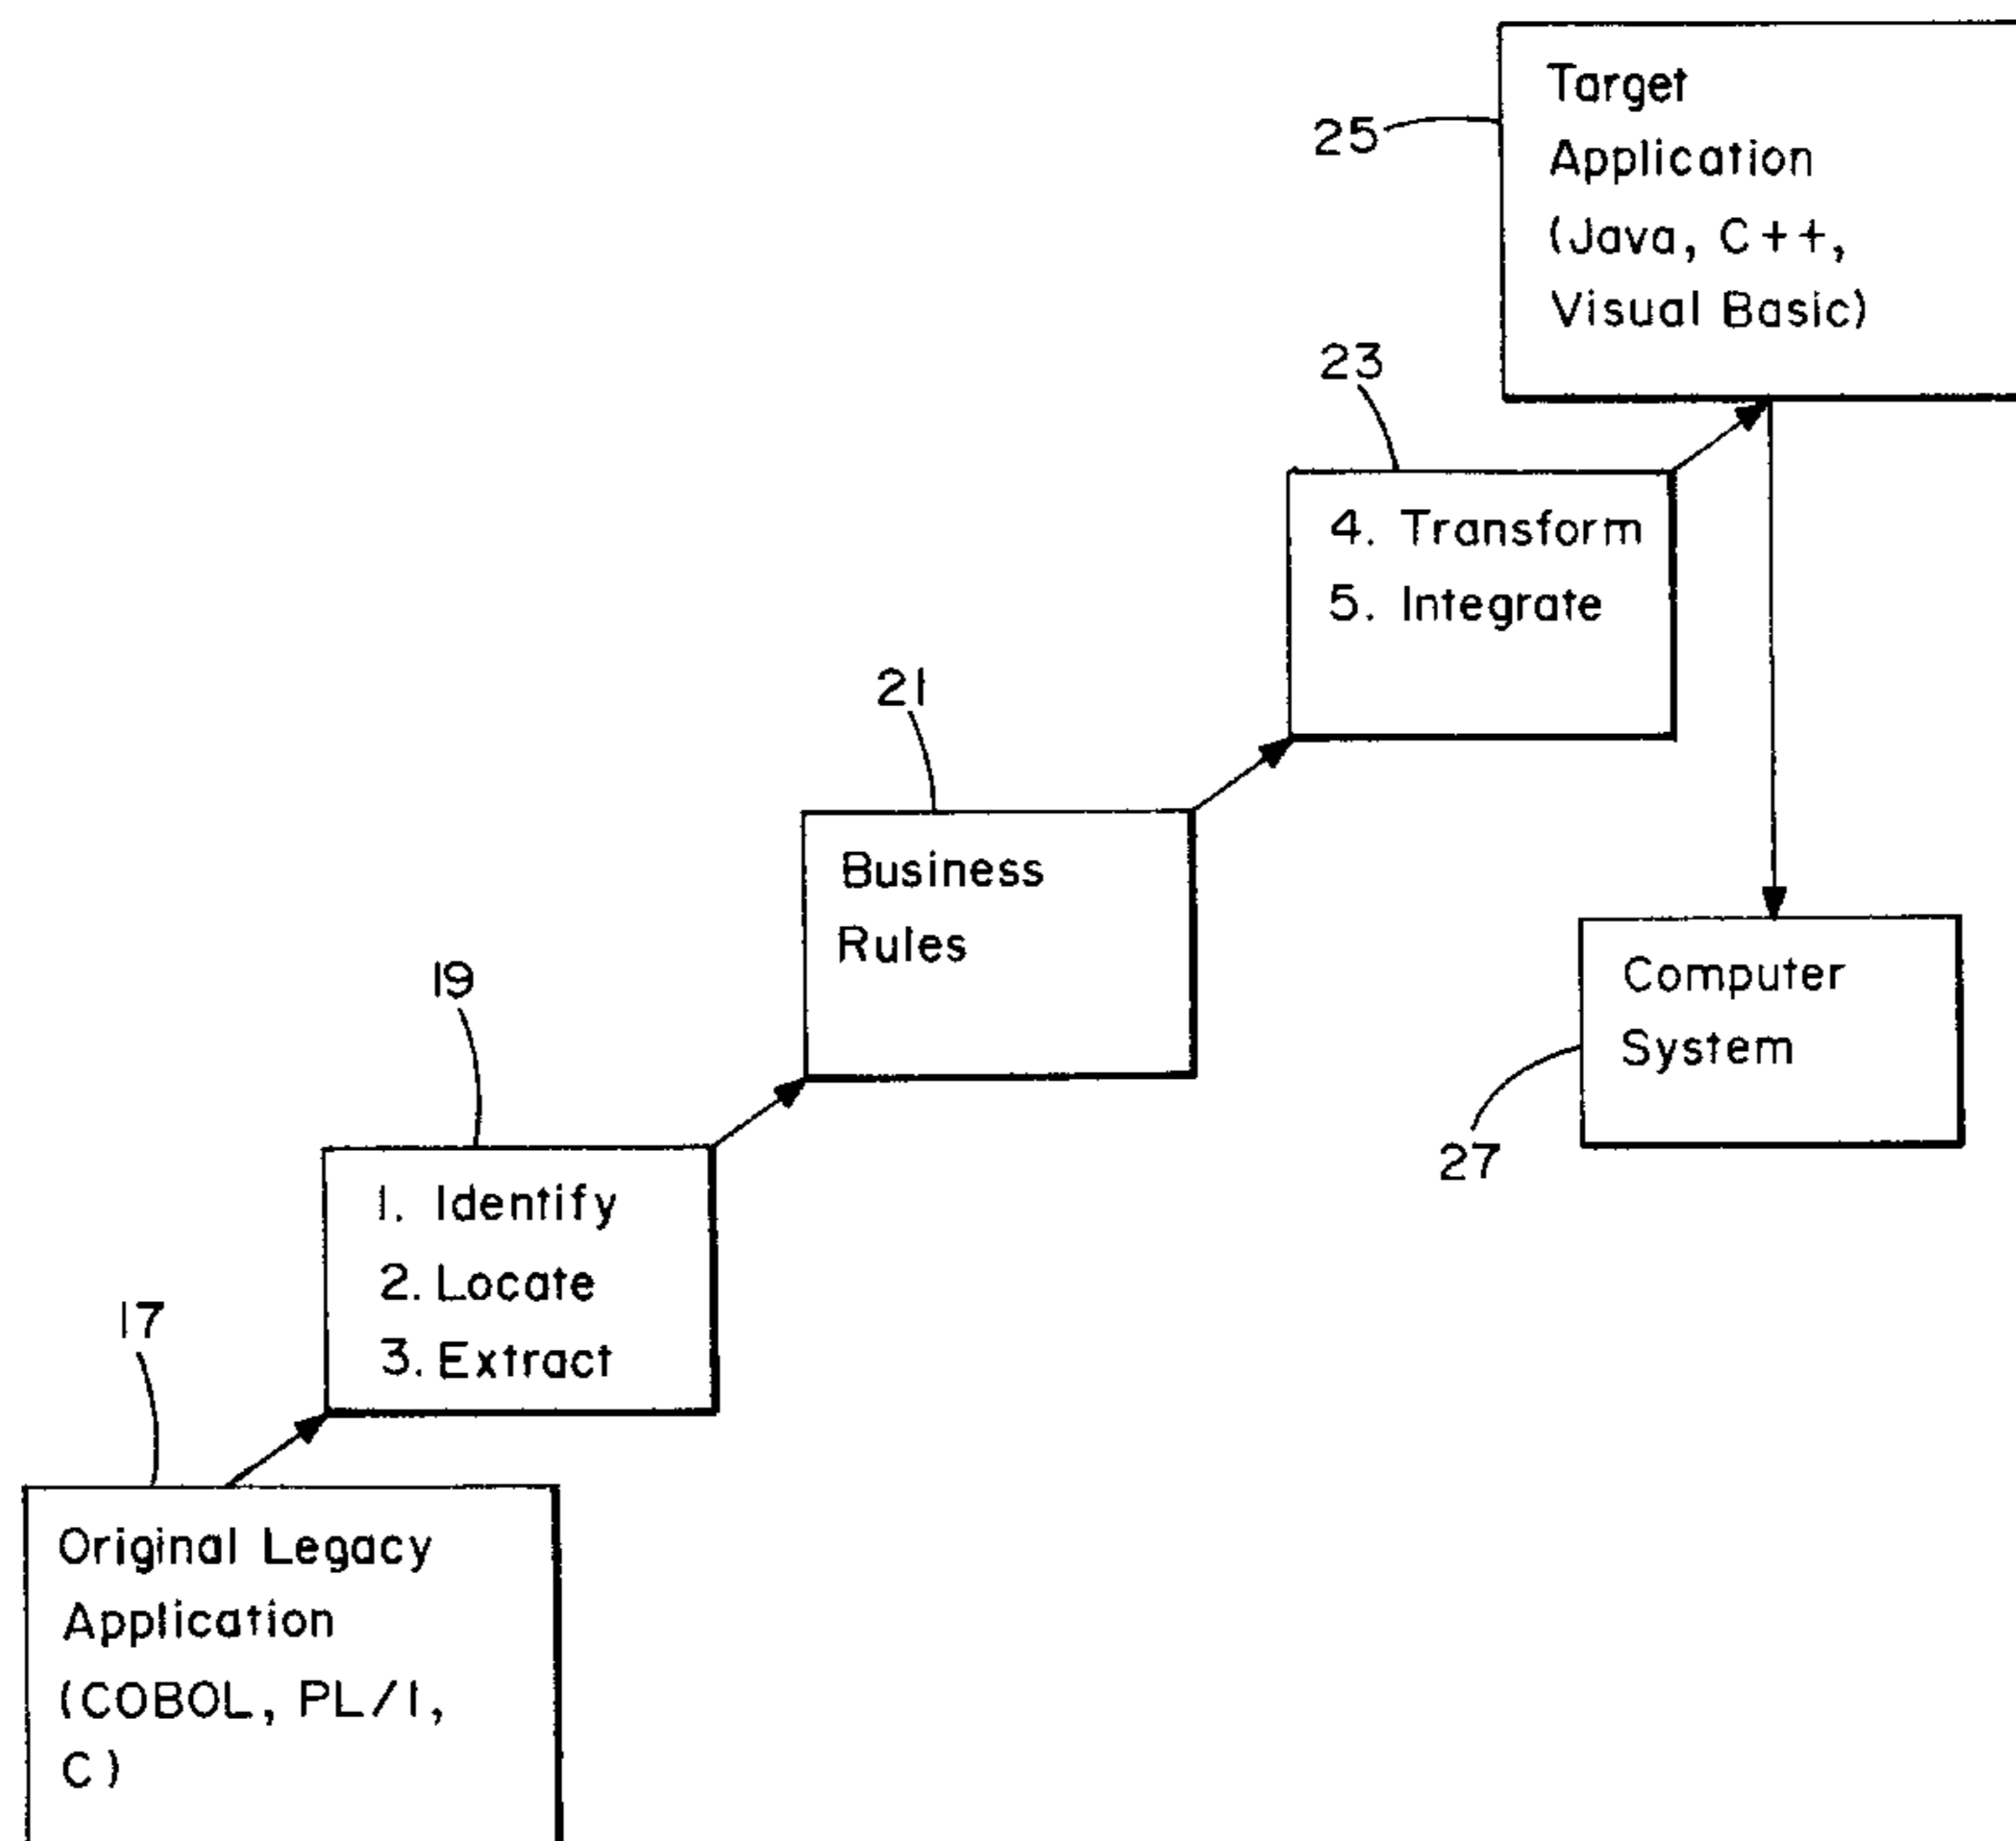 Target
Application
(Java, C++,
Visual Basic)
25
23
4. Transform
5. Integrate
21
Business
Rules
Computer
System
27
19
1. Identify
2. Locate
3. Extract
17
Original Legacy
Application
(COBOL, PL/1,
C)